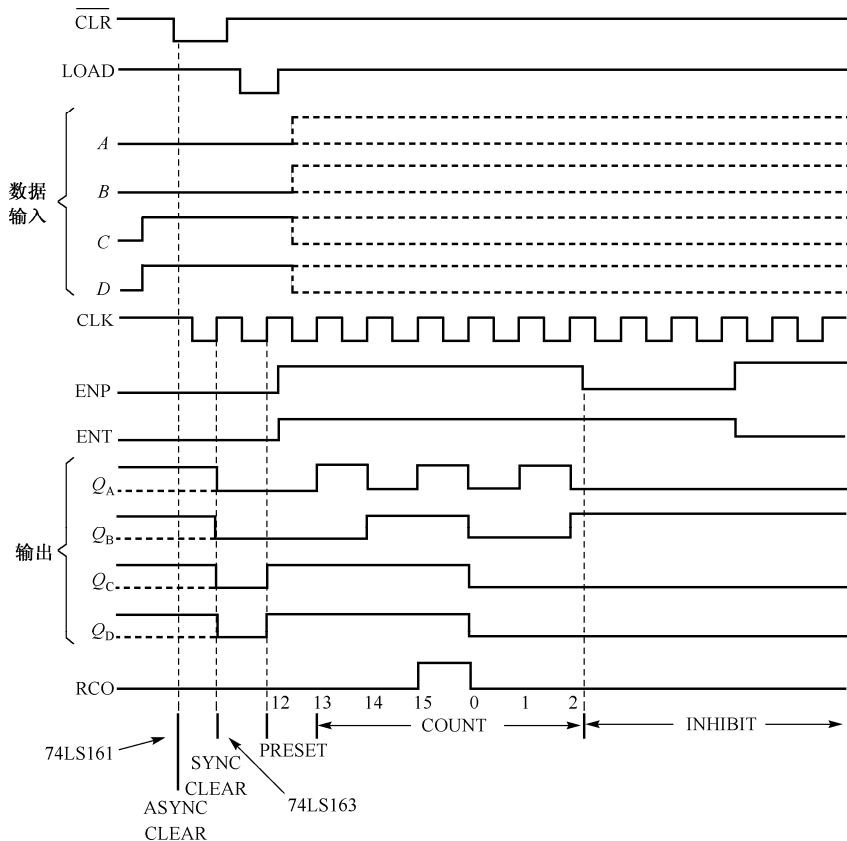 CLR
LOAD
A
数据
B
输入
C
D
CLK
ENP
ENT
QA
QB
输出
QC
QD
RCO
12 13 14 15 0 1 2
COUNT INHIBIT
PRESET
74LS161
SYNC
CLEAR
74LS163
ASYNC
CLEAR